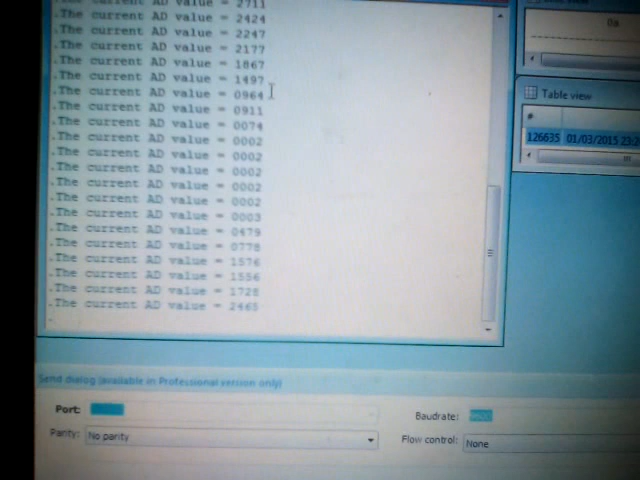 .The current AD value = 2711
.The current AD value = 2424
.The current AD value = 2247
.The current AD value = 2177
.The current AD value = 1867
.The current AD value = 1497
.The current AD value = 0964
.The current AD value = 0911
.The current AD value = 0074
.The current AD value = 0002
.The current AD value = 0002
.The current AD value = 0002
.The current AD value = 0002
.The current AD value = 0002
.The current AD value = 0003
.The current AD value = 0479
.The current AD value = 0778
.The current AD value = 1576
.The current AD value = 1556
.The current AD value = 1728
.The current AD value = 2465
.
view
0a
Table view
#
126635 01/03/2015 23:2
Send dialog (available in Professional version only)
Port:
Baudrate: 9600
Parity: No parity
Flow control: None